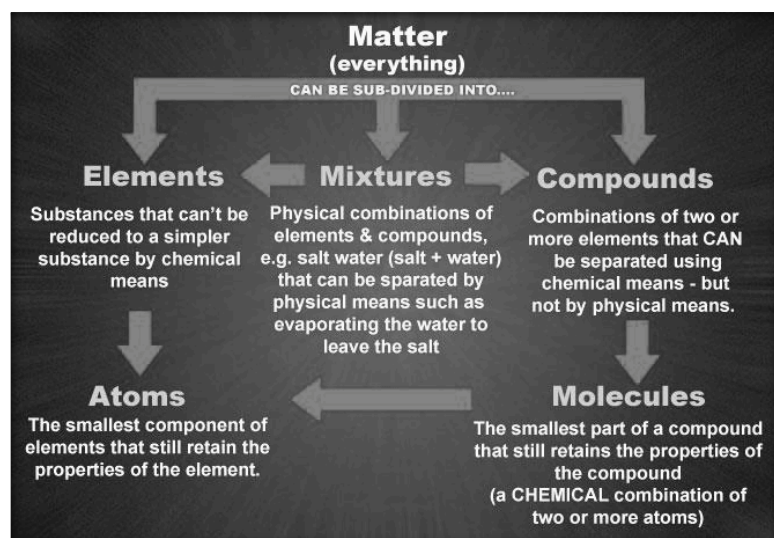 Matter
(everything)
CAN BE SUB-DIVIDED INTO....
Elements
Substances that can't be
reduced to a simpler
substance by chemical
means
Mixtures
Physical combinations of
elements & compounds,
e.g. salt water (salt + water)
that can be sparated by
physical means such as
evaporating the water to
leave the salt
Compounds
Combinations of two or
more elements that CAN
be separated using
chemical means - but
not by physical means.
Atoms
The smallest component of
elements that still retain the
properties of the element.
Molecules
The smallest part of a compound
that still retains the properties of
the compound
(a CHEMICAL combination of
two or more atoms)